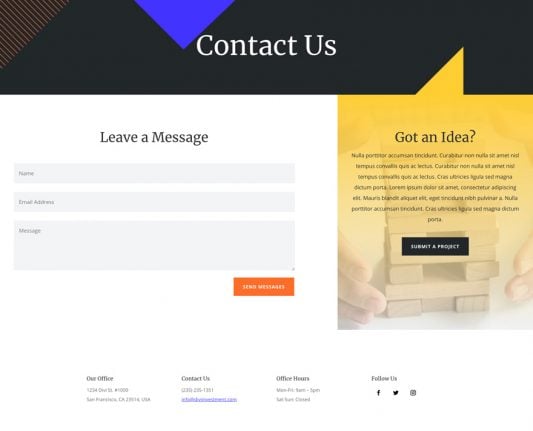 Contact Us
Leave a Message
Name
Email Address
Message
SEND MESSAGES
Got an Idea?
Nulla porttitor accumsan tincidunt. Curabitur non nulla sit amet nisl
tempus convallis quis ac lectus. Curabitur non nulla sit amet nisl
tempus convallis quis ac lectus. Cras ultricies ligula sed magna
dictum porta. Lorem ipsum dolor sit amet, consectetur adipiscing
elit. Mauris blandit aliquet elit, eget tincidunt nibh pulvinar a. Nulla
porttitor accumsan tincidunt. Cras ultricies ligula sed magna dictum
porta.
SUBMIT A PROJECT
Our Office
1234 Divi St. #1000
San Francisco, CA 23514, USA
Contact Us
(235) 235-1351
info@diviinvestment.com
Office Hours
Mon-Fri: 9am – 5pm
Sat Sun: Closed
Follow Us